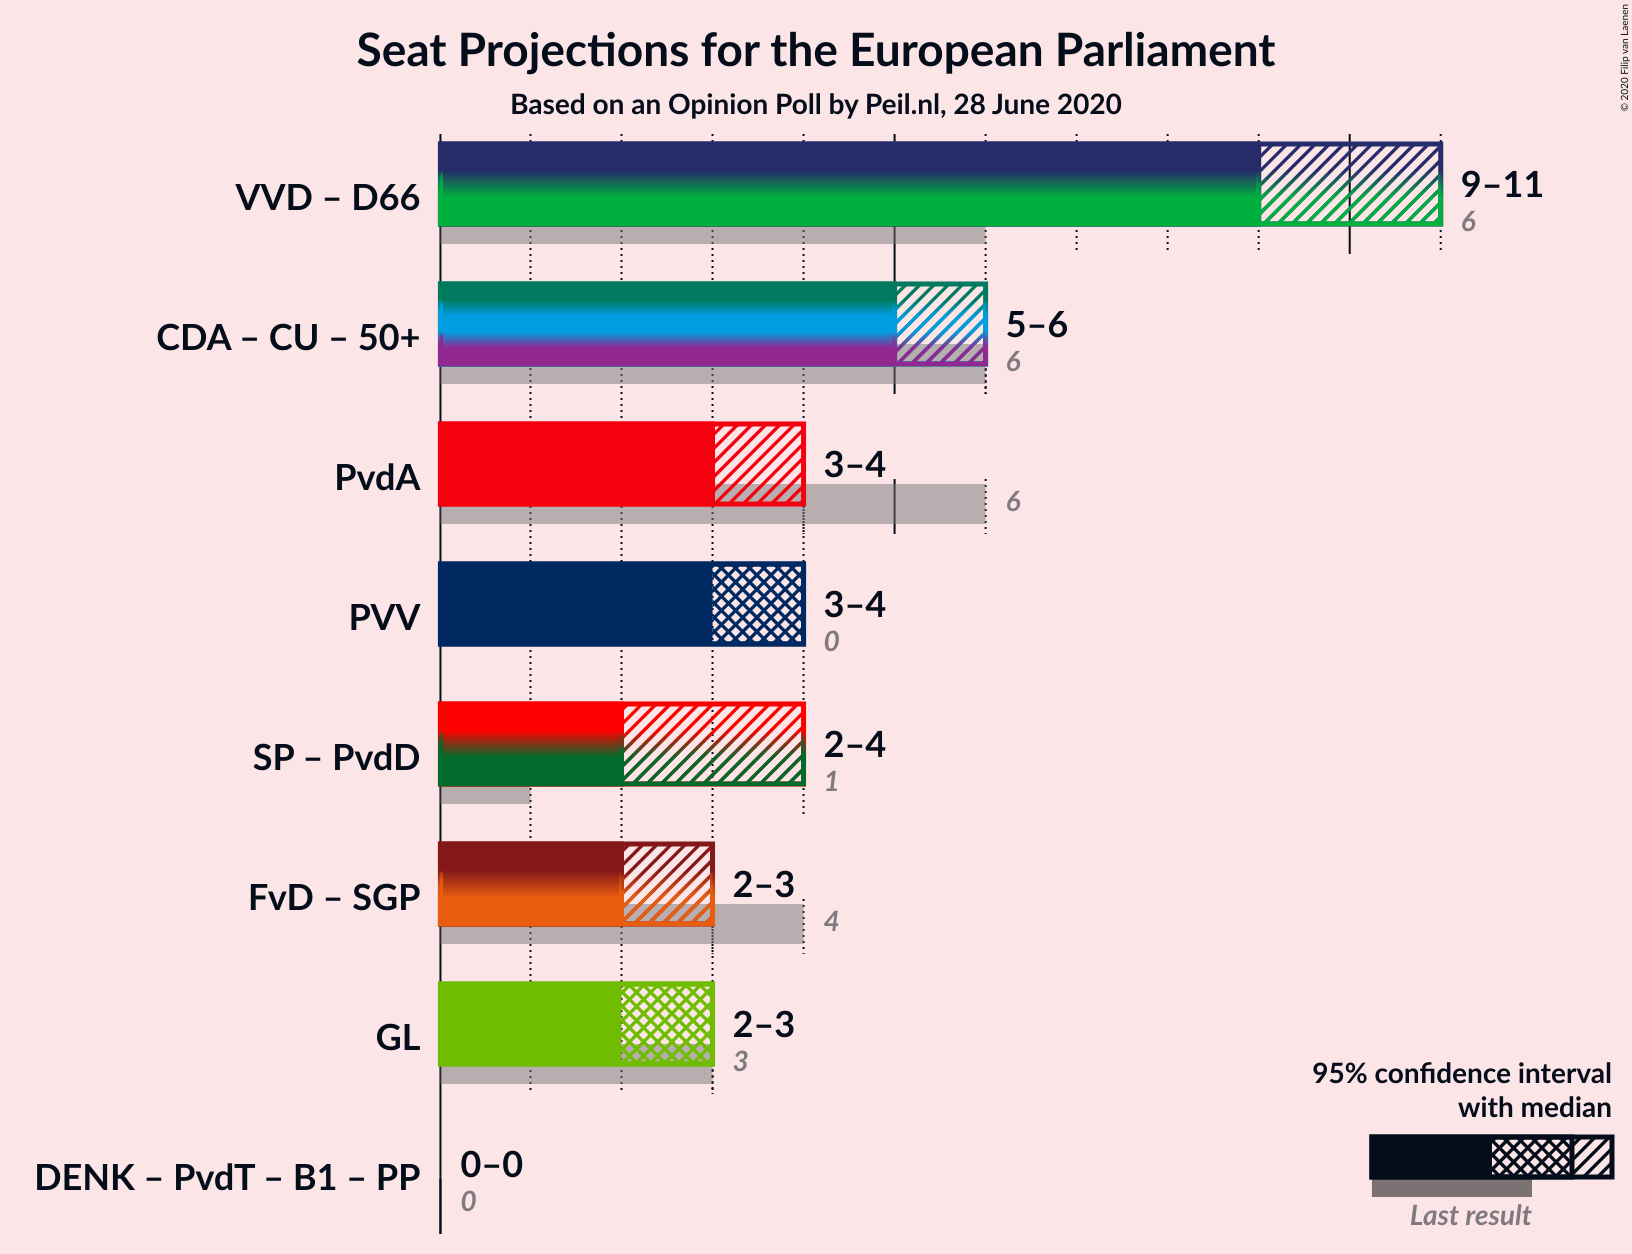 Seat Projections for the European Parliament
Based on an Opinion Poll by Peil.nl, 28 June 2020
© 2020 Filip van Laenen
VVD – D66
9–11
6
CDA – CU – 50+
5–6
6
PvdA
3–4
6
PVV
3–4
0
SP – PvdD
2–4
1
FvD – SGP
2–3
4
GL
2–3
3
DENK – PvdT – B1 – PP
0–0
0
95% confidence interval
with median
Last result